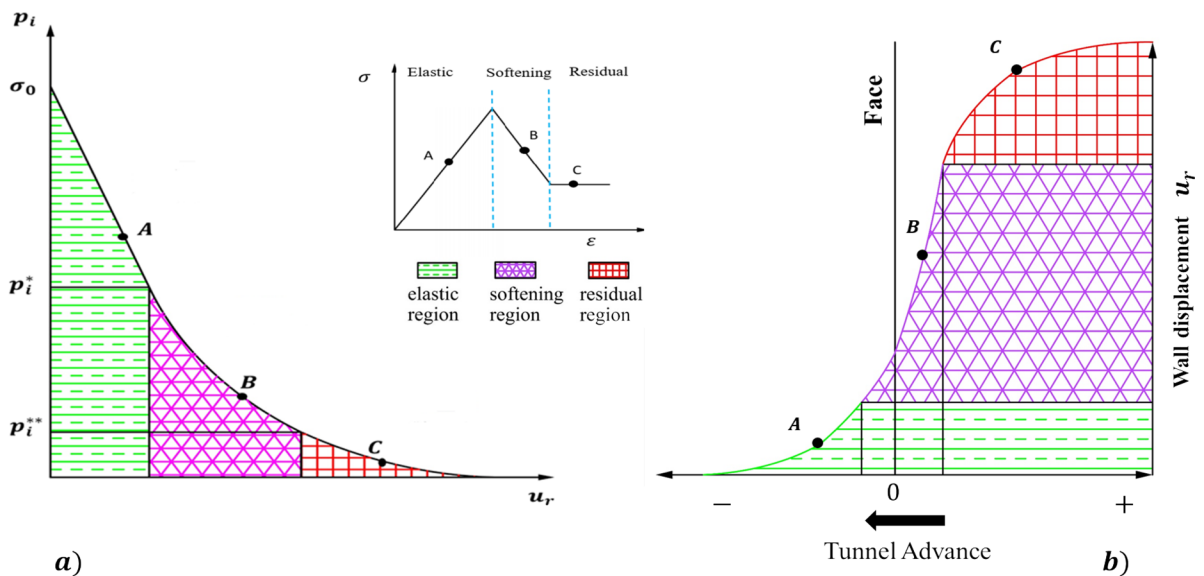 p_i
σ_0
A
p_i^*
B
p_i^{**}
C
u_r
a)
σ
Elastic
Softening
Residual
A
B
C
ε
elastic region
softening region
residual region
Face
C
B
A
Wall displacement u_r
−
0
+
Tunnel Advance
b)